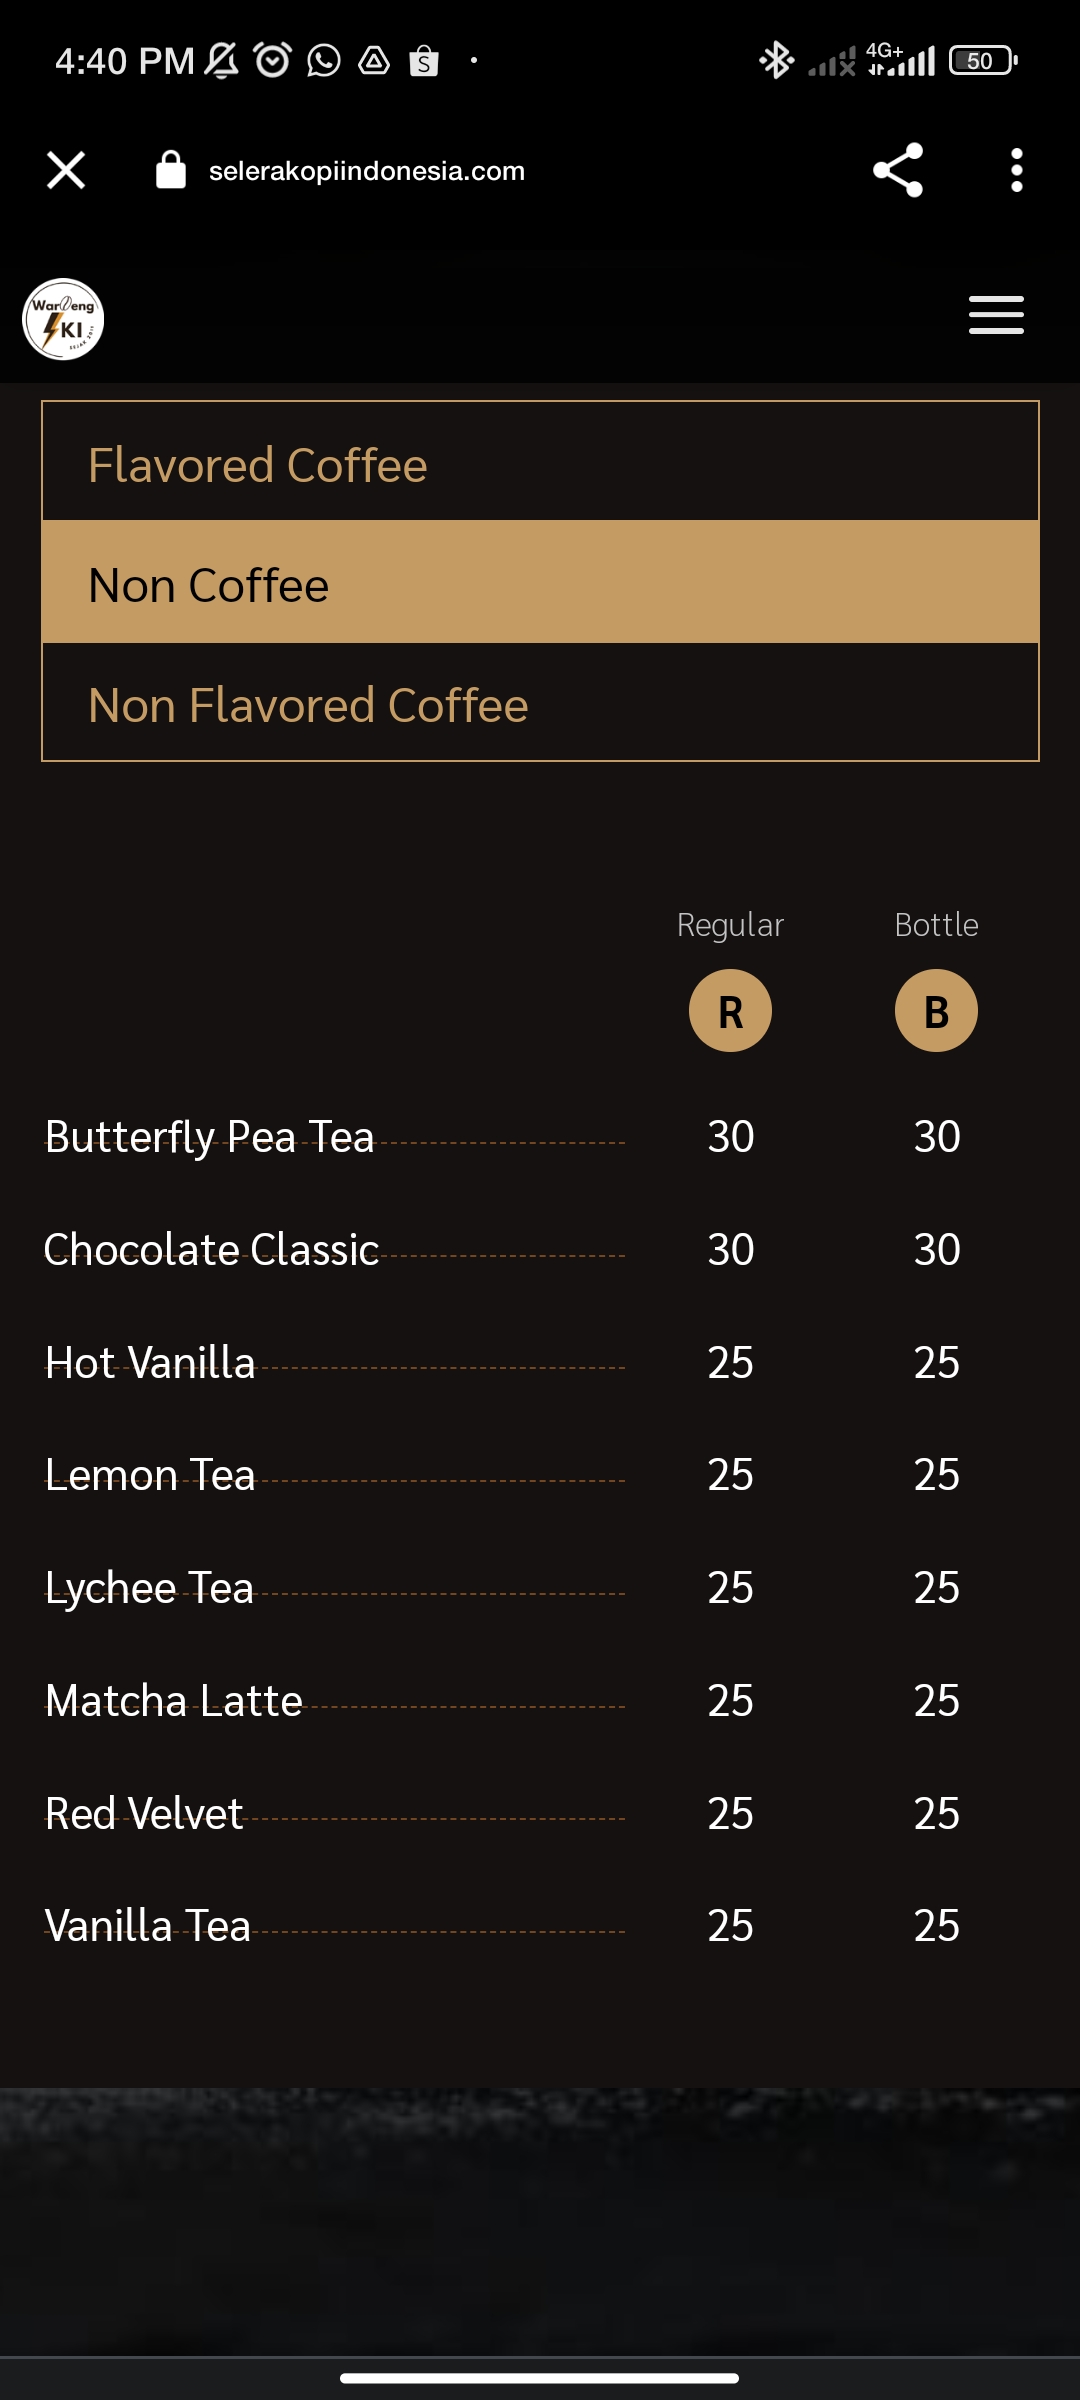 4:40 PM
4G+
50
selerakopiindonesia.com
WarDeng
KI
SEJAK 2011
Flavored Coffee
Non Coffee
Non Flavored Coffee
Regular Bottle
R B
Butterfly Pea Tea 30 30
Chocolate Classic 30 30
Hot Vanilla 25 25
Lemon Tea 25 25
Lychee Tea 25 25
Matcha Latte 25 25
Red Velvet 25 25
Vanilla Tea 25 25